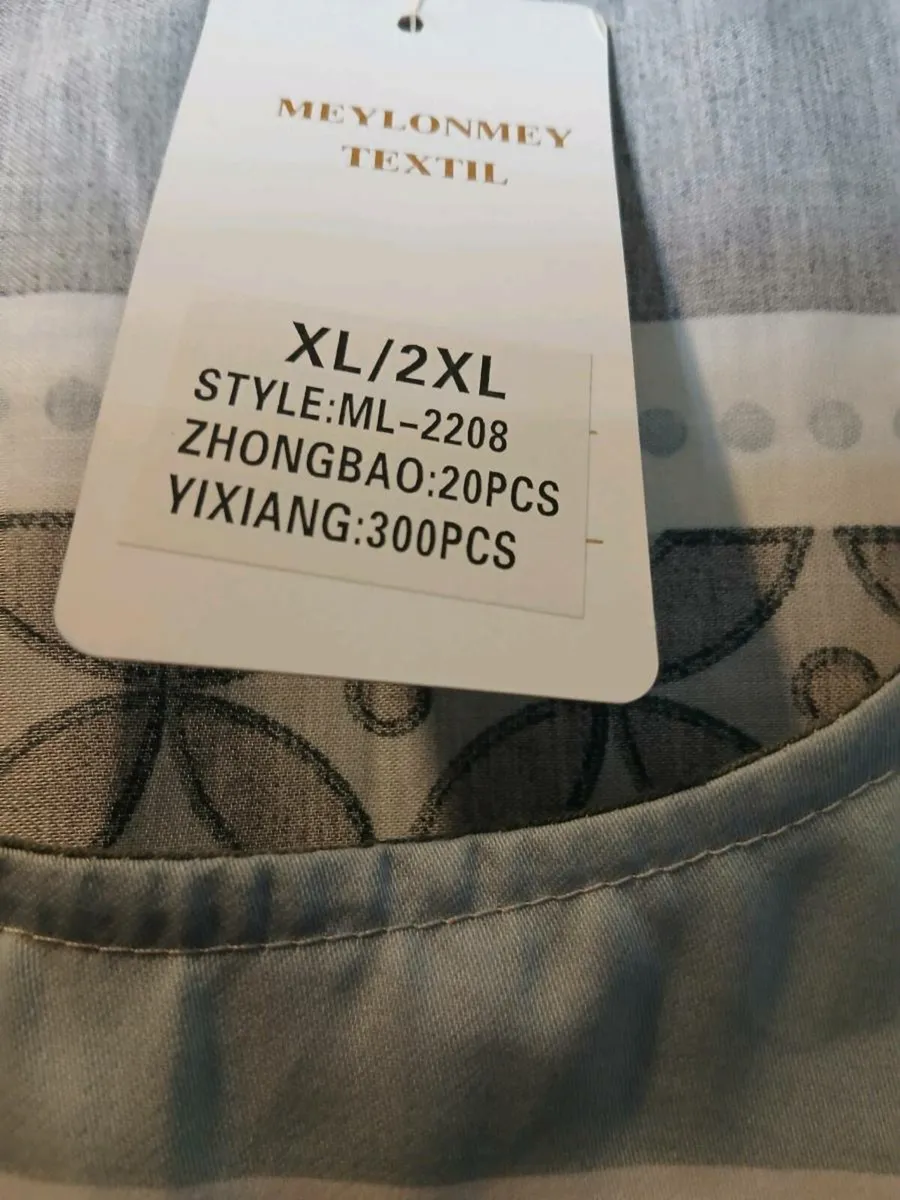 MEYLONMEY
TEXTIL
XL/2XL
STYLE:ML-2208
ZHONGBAO:20PCS
YIXIANG:300PCS